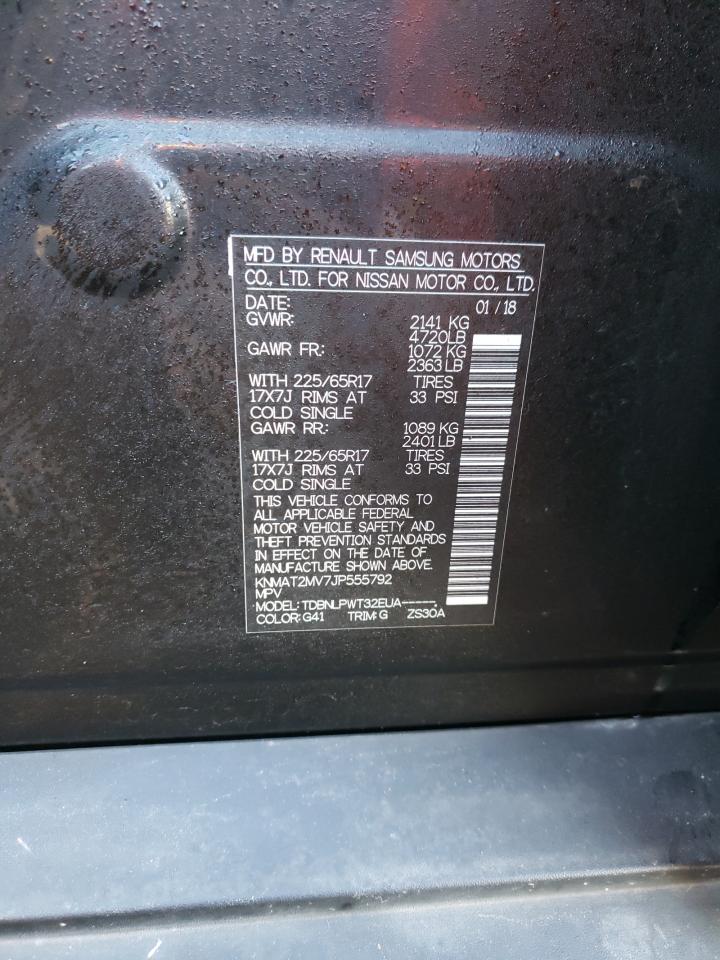 MFD BY RENAULT SAMSUNG MOTORS
CO., LTD. FOR NISSAN MOTOR CO., LTD.
DATE: 01 / 18
GVWR: 2141 KG
4720LB
GAWR FR: 1072 KG
2363 LB
WITH 225/65R17 TIRES
17X7J RIMS AT 33 PSI
COLD SINGLE
GAWR RR: 1089 KG
2401 LB
WITH 225/65R17 TIRES
17X7J RIMS AT 33 PSI
COLD SINGLE
THIS VEHICLE CONFORMS TO
ALL APPLICABLE FEDERAL
MOTOR VEHICLE SAFETY AND
THEFT PREVENTION STANDARDS
IN EFFECT ON THE DATE OF
MANUFACTURE SHOWN ABOVE.
KNMAT2MV7JP555792
MPV
MODEL: TDBNLPWT32EUA-----
COLOR: G41 TRIM: G ZS30A